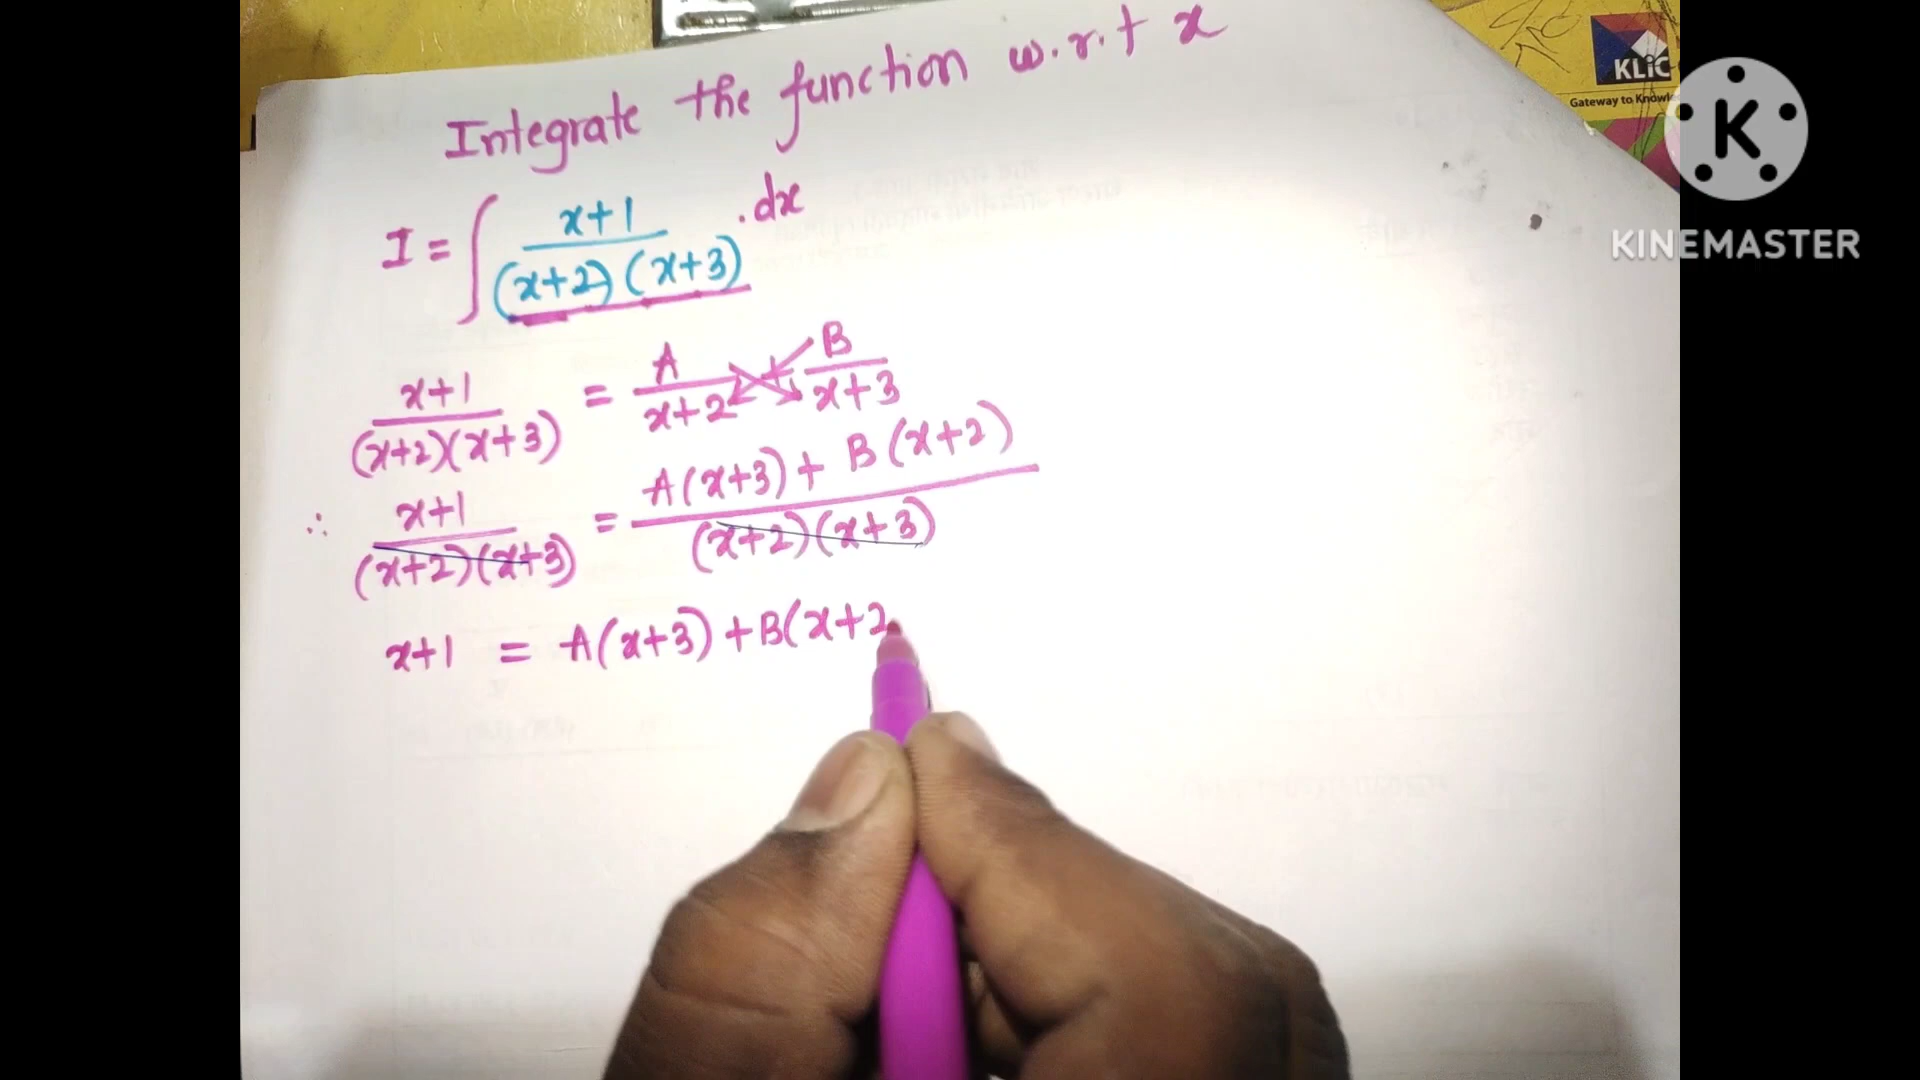 Integrate the function w.r.t x
I = ∫ x+1 / (x+2)(x+3) .dx
x+1 / (x+2)(x+3) = A / x+2 + B / x+3
∴ x+1 / (x+2)(x+3) = A(x+3) + B(x+2) / (x+2)(x+3)
x+1 = A(x+3) + B(x+2
KLiC
Gateway to Knowle
K
KINEMASTER